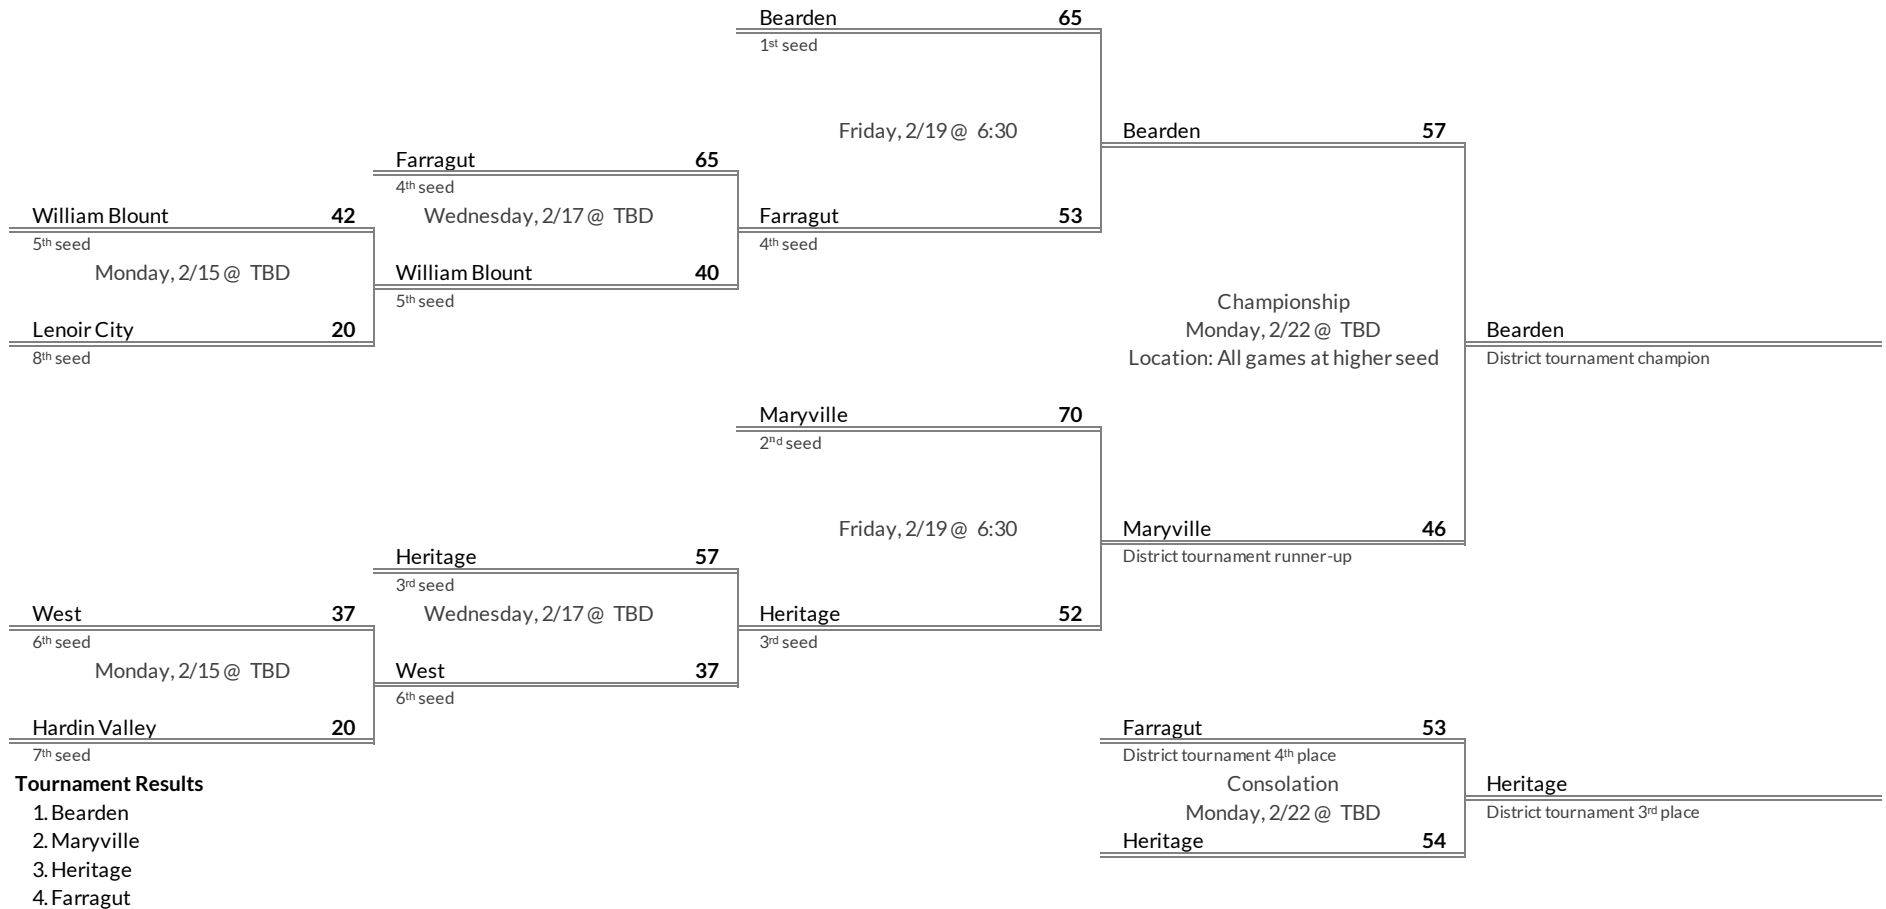 Bearden 65
1st seed
Friday, 2/19 @ 6:30
Bearden 57
Farragut 65
4th seed
William Blount 42
Wednesday, 2/17 @ TBD
Farragut 53
5th seed
4th seed
Monday, 2/15 @ TBD
William Blount 40
5th seed
Championship
Lenoir City 20
Monday, 2/22 @ TBD
Bearden
8th seed
Location: All games at higher seed
District tournament champion
Maryville 70
2nd seed
Friday, 2/19 @ 6:30
Maryville 46
Heritage 57
District tournament runner-up
3rd seed
West 37
Wednesday, 2/17 @ TBD
Heritage 52
6th seed
3rd seed
Monday, 2/15 @ TBD
West 37
6th seed
Hardin Valley 20
Farragut 53
7th seed
District tournament 4th place
Tournament Results
Consolation
Heritage
1. Bearden
Monday, 2/22 @ TBD
District tournament 3rd place
2. Maryville
Heritage 54
3. Heritage
4. Farragut